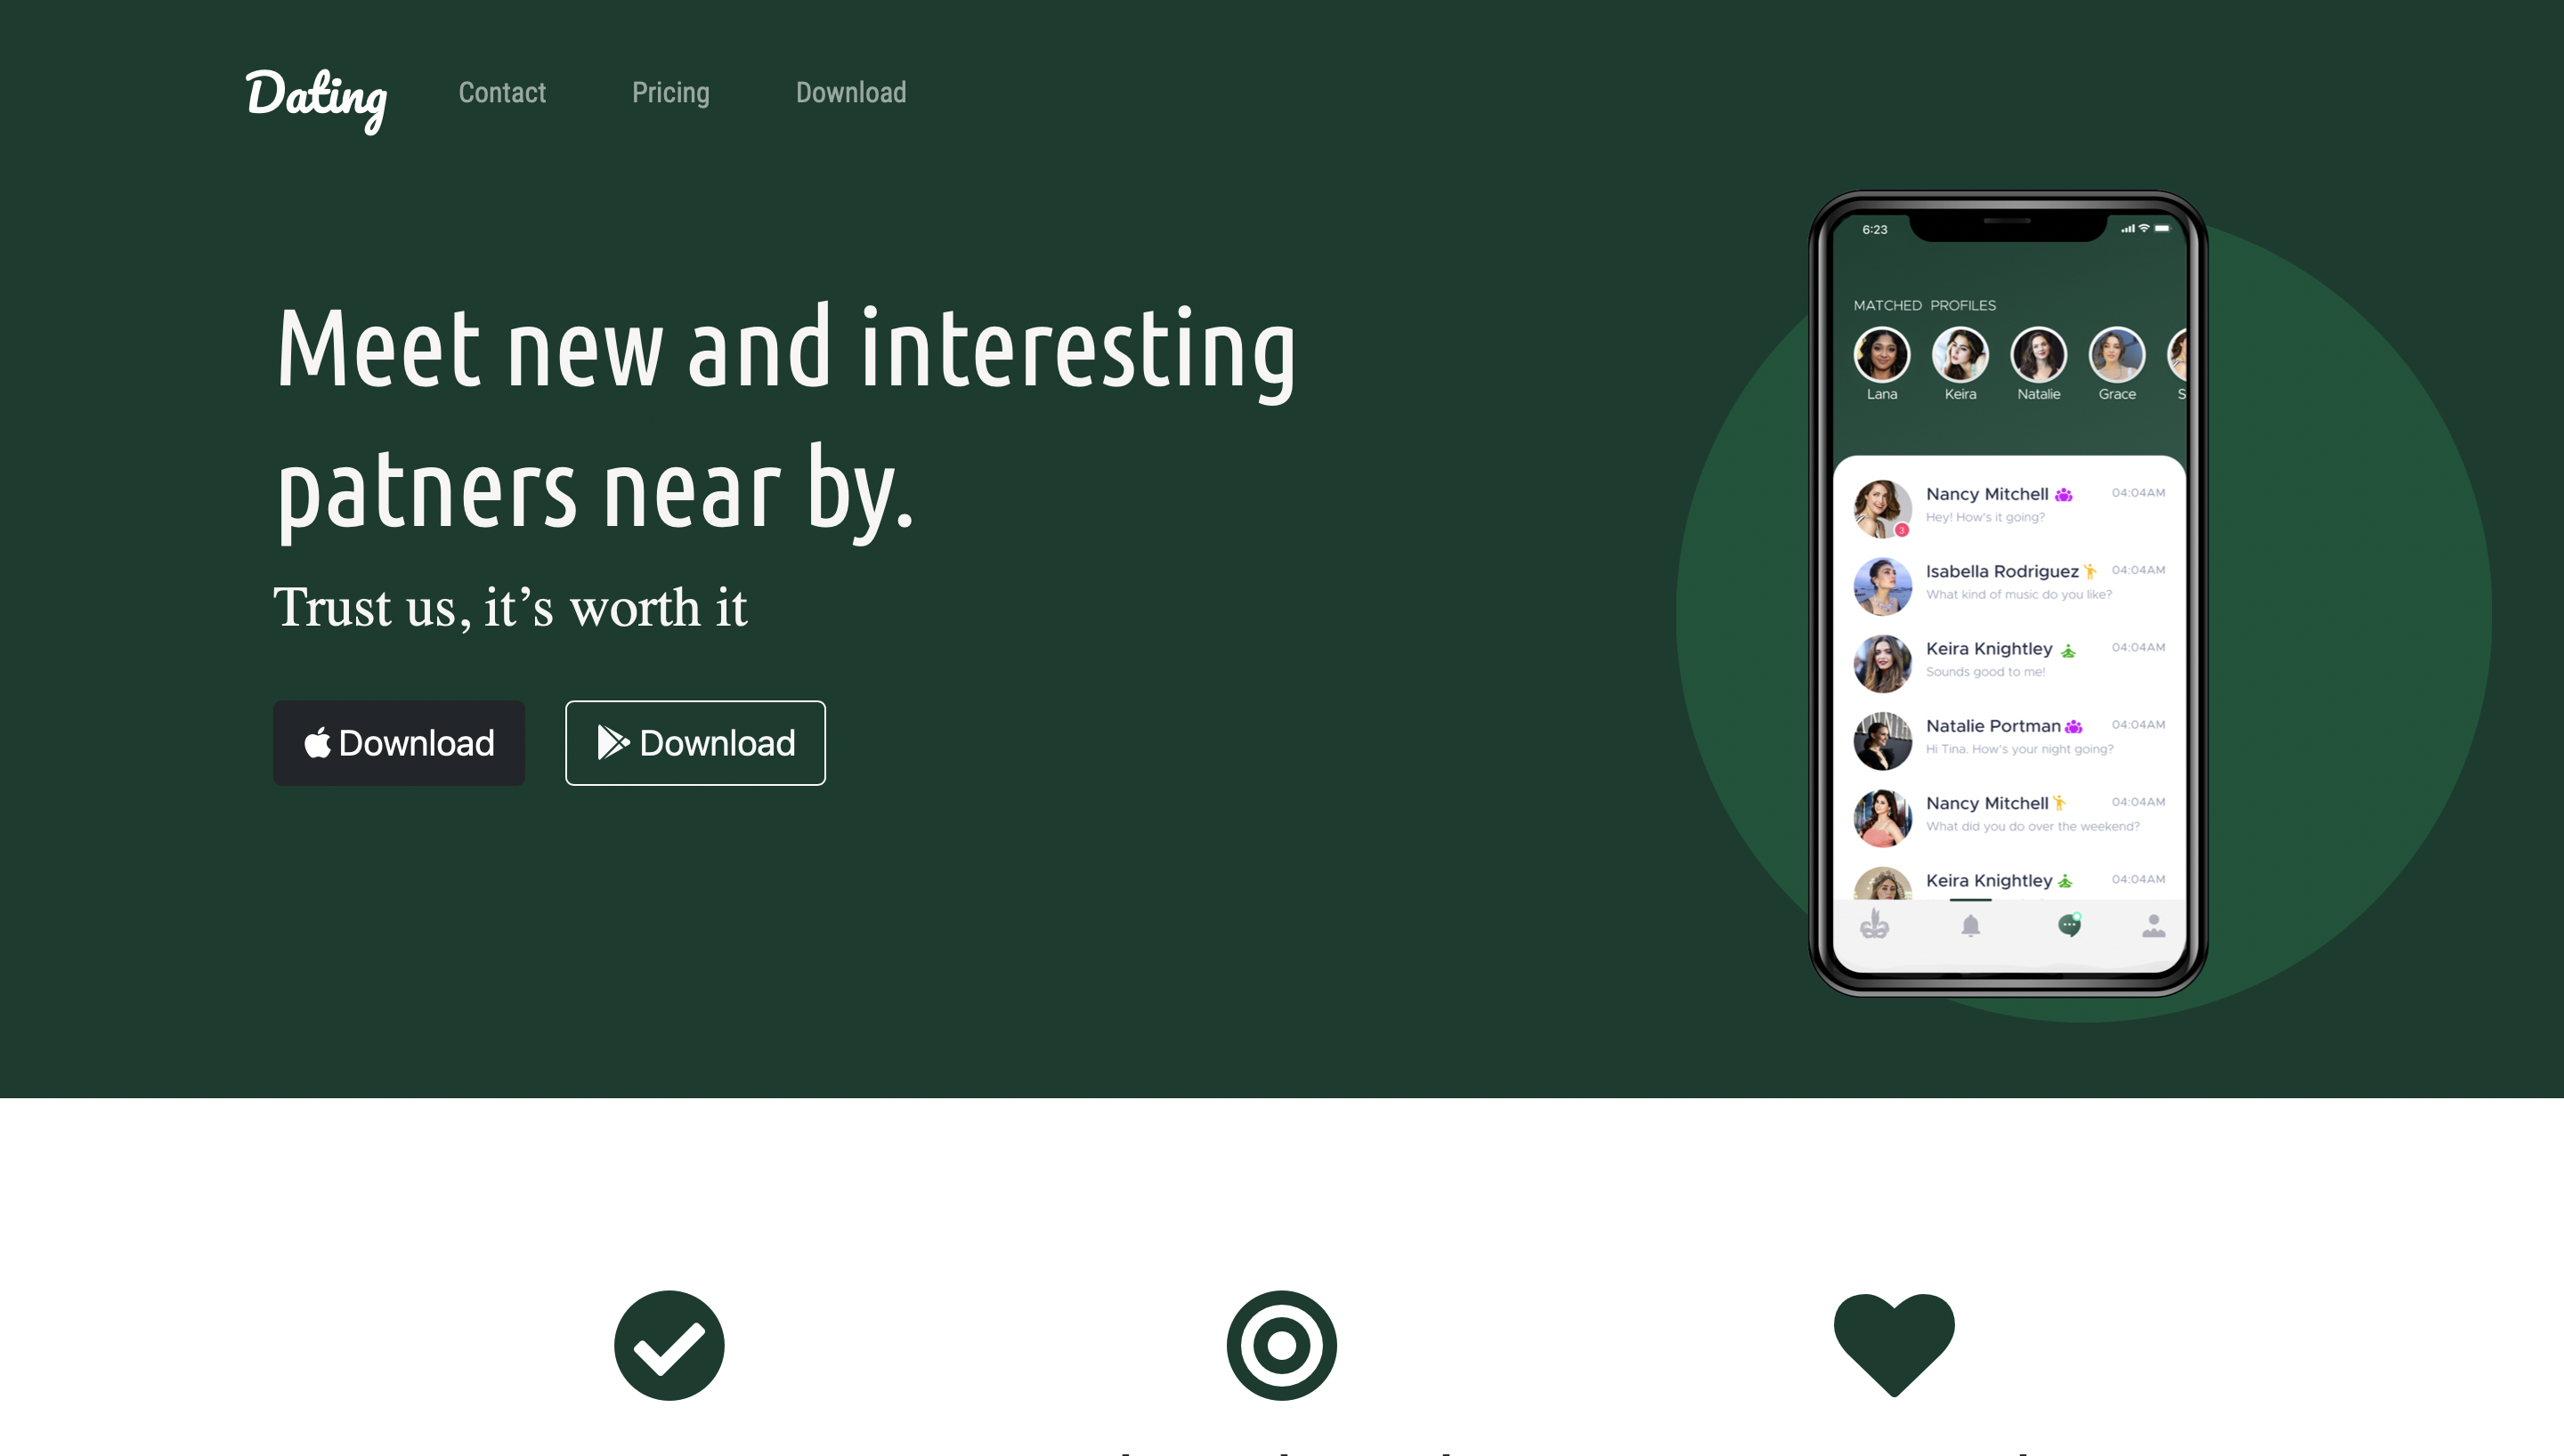 Dating
Contact
Pricing
Download
Meet new and interesting
patners near by.
Trust us, it’s worth it
Download
Download
6:23
MATCHED PROFILES
Lana
Keira
Natalie
Grace
Nancy Mitchell
04:04AM
Hey! How's it going?
3
Isabella Rodriguez
04:04AM
What kind of music do you like?
Keira Knightley
04:04AM
Sounds good to me!
Natalie Portman
04:04AM
Hi Tina. How's your night going?
Nancy Mitchell
04:04AM
What did you do over the weekend?
Keira Knightley
04:04AM